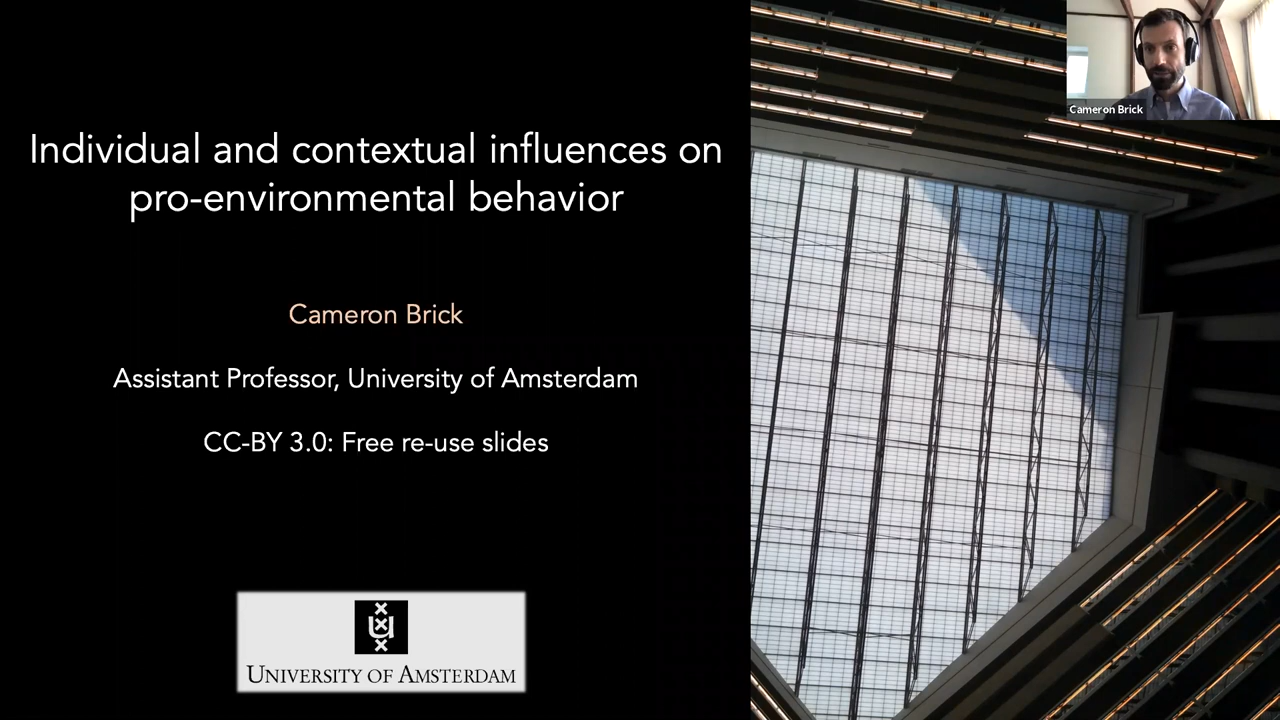 Individual and contextual influences on
pro-environmental behavior
Cameron Brick
Assistant Professor, University of Amsterdam
CC-BY 3.0: Free re-use slides
UNIVERSITY OF AMSTERDAM
Cameron Brick